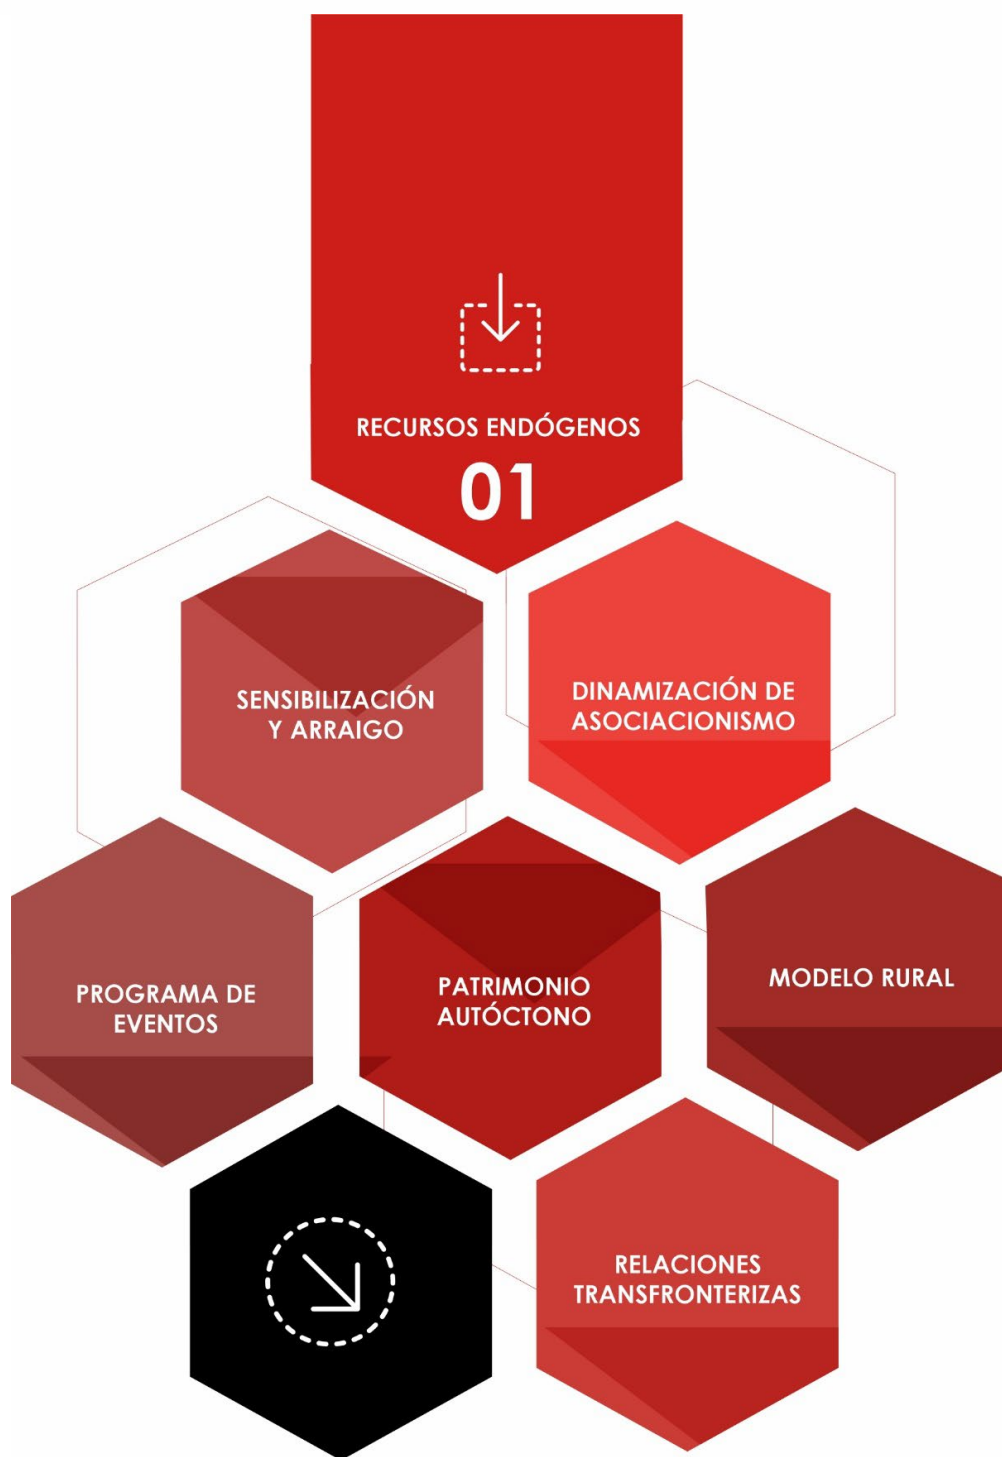 RECURSOS ENDÓGENOS
01
SENSIBILIZACIÓN
Y ARRAIGO
DINAMIZACIÓN DE
ASOCIACIONISMO
PROGRAMA DE
EVENTOS
PATRIMONIO
AUTÓCTONO
MODELO RURAL
RELACIONES
TRANSFRONTERIZAS